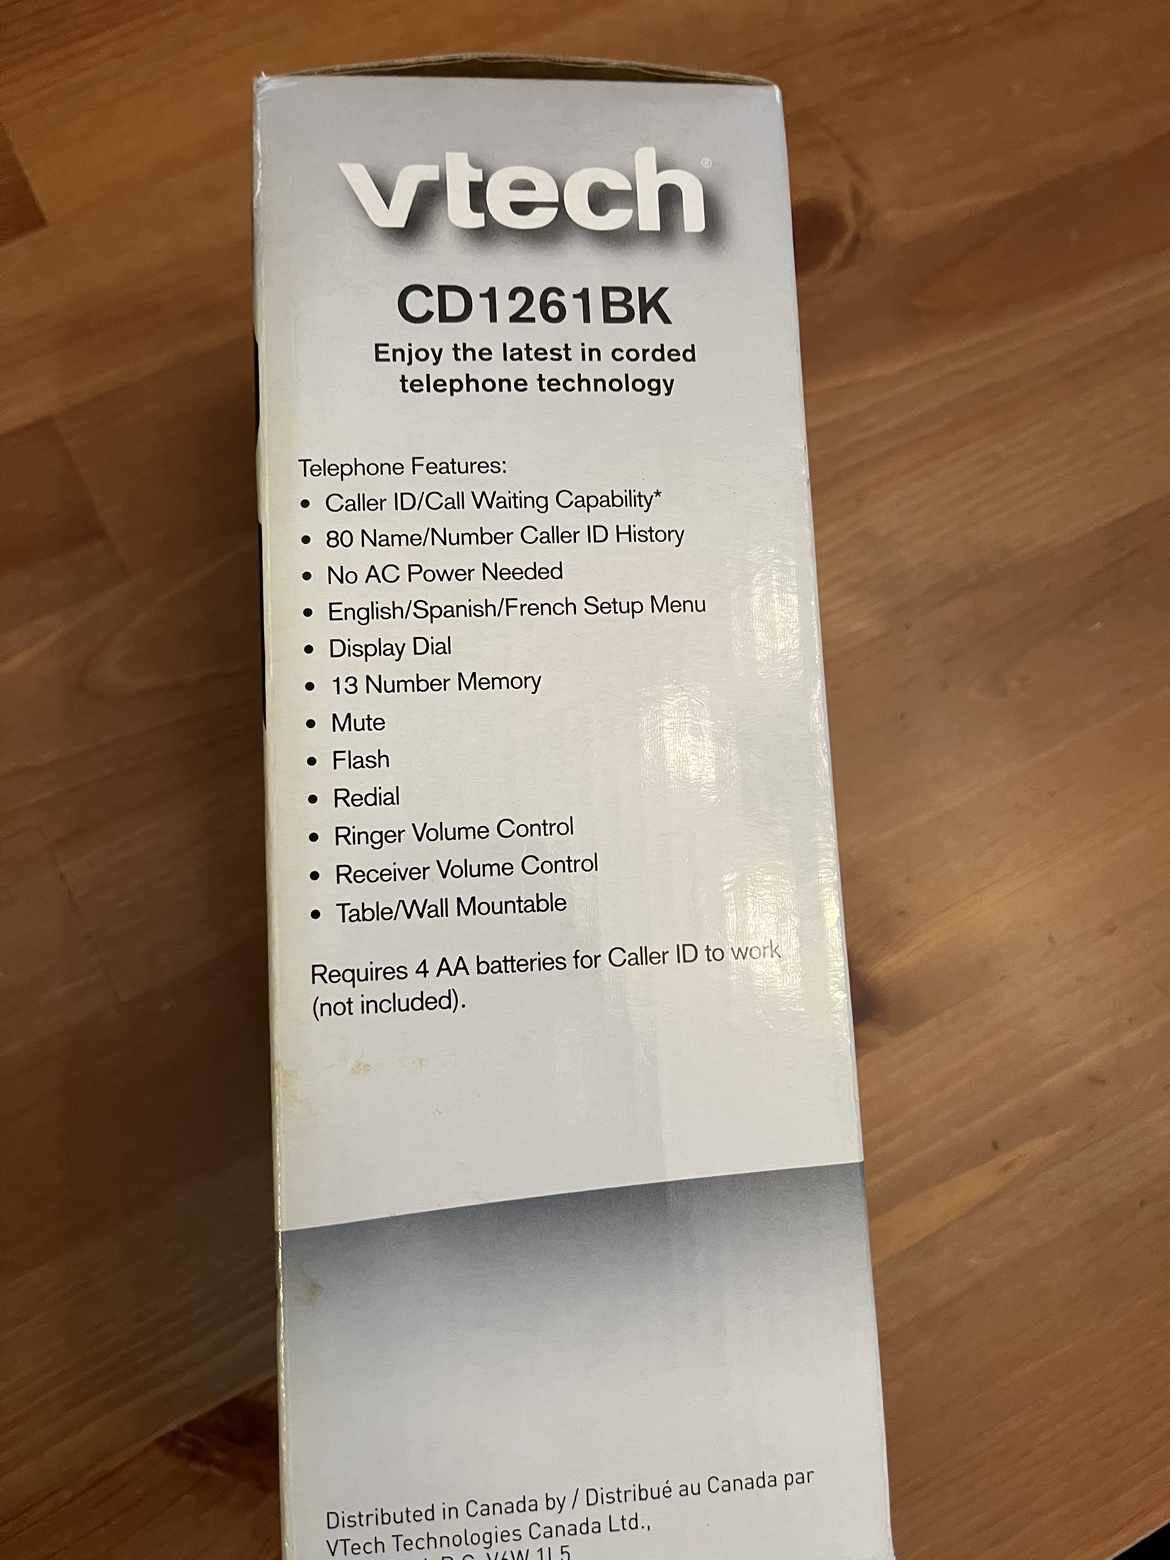 vtech®
CD1261BK
Enjoy the latest in corded
telephone technology
Telephone Features:
• Caller ID/Call Waiting Capability*
• 80 Name/Number Caller ID History
• No AC Power Needed
• English/Spanish/French Setup Menu
• Display Dial
• 13 Number Memory
• Mute
• Flash
• Redial
• Ringer Volume Control
• Receiver Volume Control
• Table/Wall Mountable
Requires 4 AA batteries for Caller ID to work
(not included).
Distributed in Canada by / Distribué au Canada par
VTech Technologies Canada Ltd.,
B.C. V6W 1L5